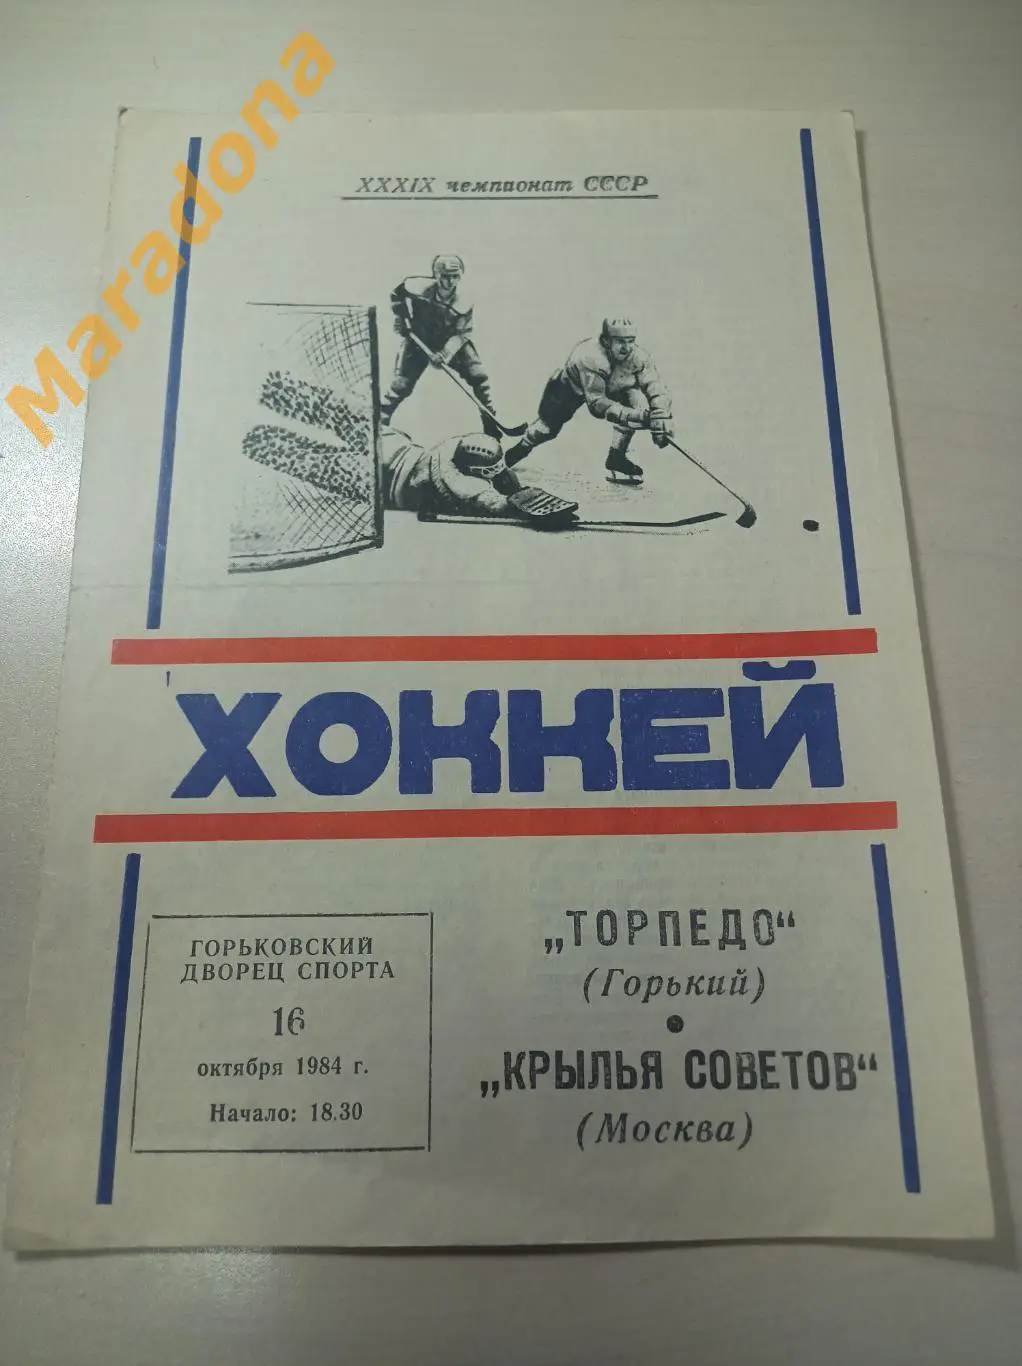 Maradona
XXXIX чемпионат СССР
ХОККЕЙ
ГОРЬКОВСКИЙ
ДВОРЕЦ СПОРТА
16
октября 1984 г.
Начало: 18.30
„ТОРПЕДО“
(Горький)
•
„КРЫЛЬЯ СОВЕТОВ“
(Москва)